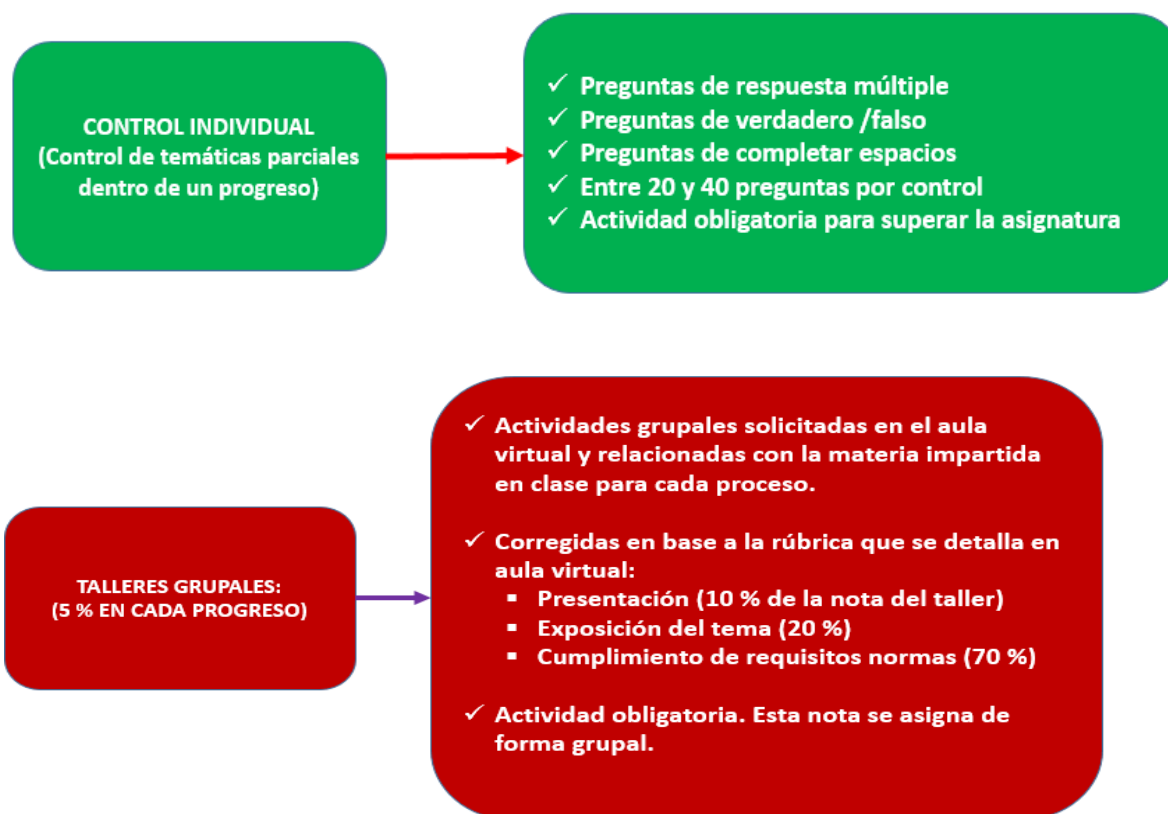 CONTROL INDIVIDUAL
(Control de temáticas parciales
dentro de un progreso)
✓ Preguntas de respuesta múltiple
✓ Preguntas de verdadero /falso
✓ Preguntas de completar espacios
✓ Entre 20 y 40 preguntas por control
✓ Actividad obligatoria para superar la asignatura
TALLERES GRUPALES:
(5 % EN CADA PROGRESO)
✓ Actividades grupales solicitadas en el aula
virtual y relacionadas con la materia impartida
en clase para cada proceso.
✓ Corregidas en base a la rúbrica que se detalla en
aula virtual:
▪ Presentación (10 % de la nota del taller)
▪ Exposición del tema (20 %)
▪ Cumplimiento de requisitos normas (70 %)
✓ Actividad obligatoria. Esta nota se asigna de
forma grupal.